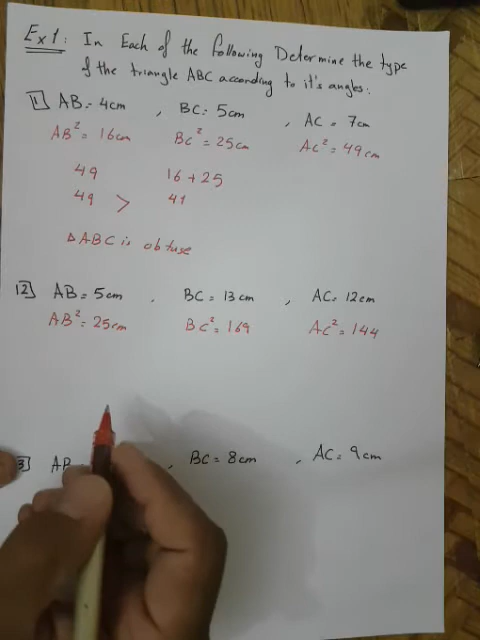 Ex1: In Each of the following Determine the type
of the triangle ABC according to it's angles:
1] AB = 4cm , BC = 5cm , AC = 7cm
AB² = 16cm BC² = 25cm AC² = 49cm
49 16 + 25
49 > 41
Δ ABC is obtuse
2] AB = 5cm , BC = 13cm , AC = 12cm
AB² = 25cm BC² = 169 AC² = 144
3] AB = , BC = 8cm , AC = 9cm